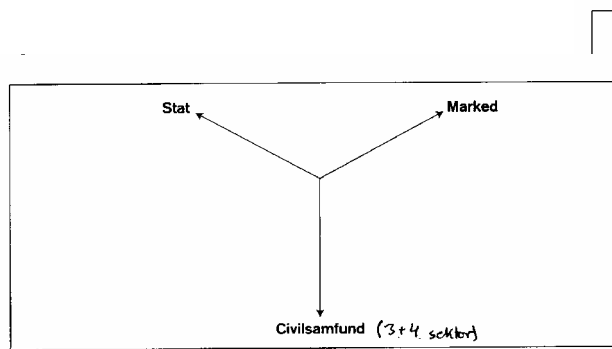 Stat Marked
Civilsamfund (3+4. sektor)